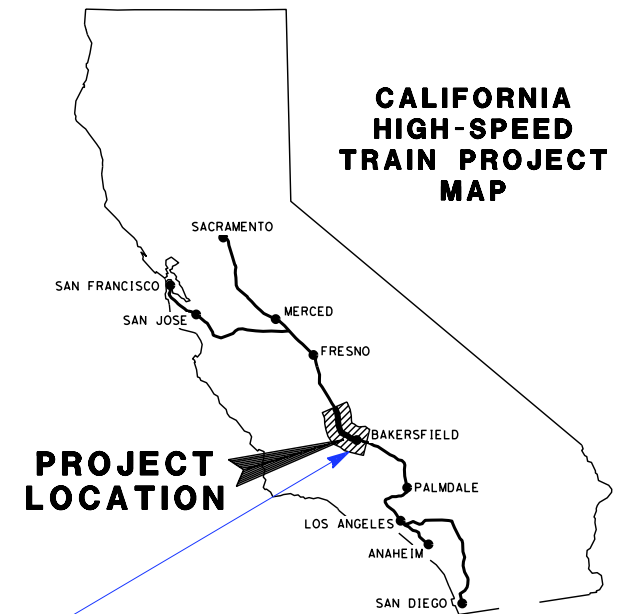 CALIFORNIA
HIGH-SPEED
TRAIN PROJECT
MAP
SACRAMENTO
SAN FRANCISCO
MERCED
SAN JOSE
FRESNO
BAKERSFIELD
PROJECT
LOCATION
PALMDALE
LOS ANGELES
ANAHEIM
SAN DIEGO